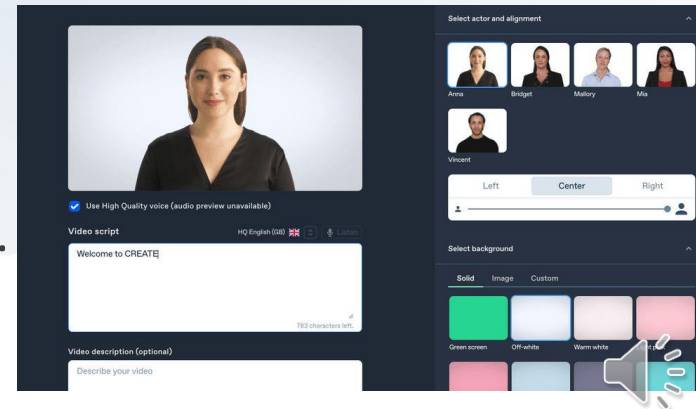 Use High Quality voice (audio preview unavailable)
Video script
HQ English (GB)
Listen
Welcome to CREATE
793 characters left.
Video description (optional)
Describe your video
Select actor and alignment
Anna
Bridget
Mallory
Mia
Vincent
Left
Center
Right
Select background
Solid
Image
Custom
Green screen
Off-white
Warm white
Light pink